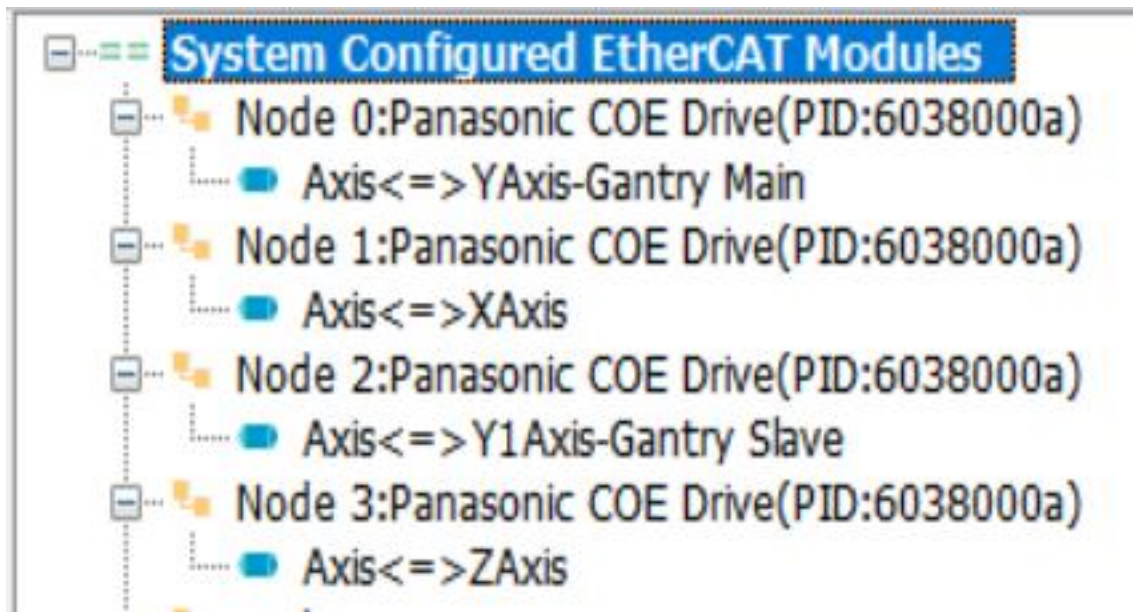 System Configured EtherCAT Modules
Node 0:Panasonic COE Drive(PID:6038000a)
Axis<=>YAxis-Gantry Main
Node 1:Panasonic COE Drive(PID:6038000a)
Axis<=>XAxis
Node 2:Panasonic COE Drive(PID:6038000a)
Axis<=>Y1Axis-Gantry Slave
Node 3:Panasonic COE Drive(PID:6038000a)
Axis<=>ZAxis